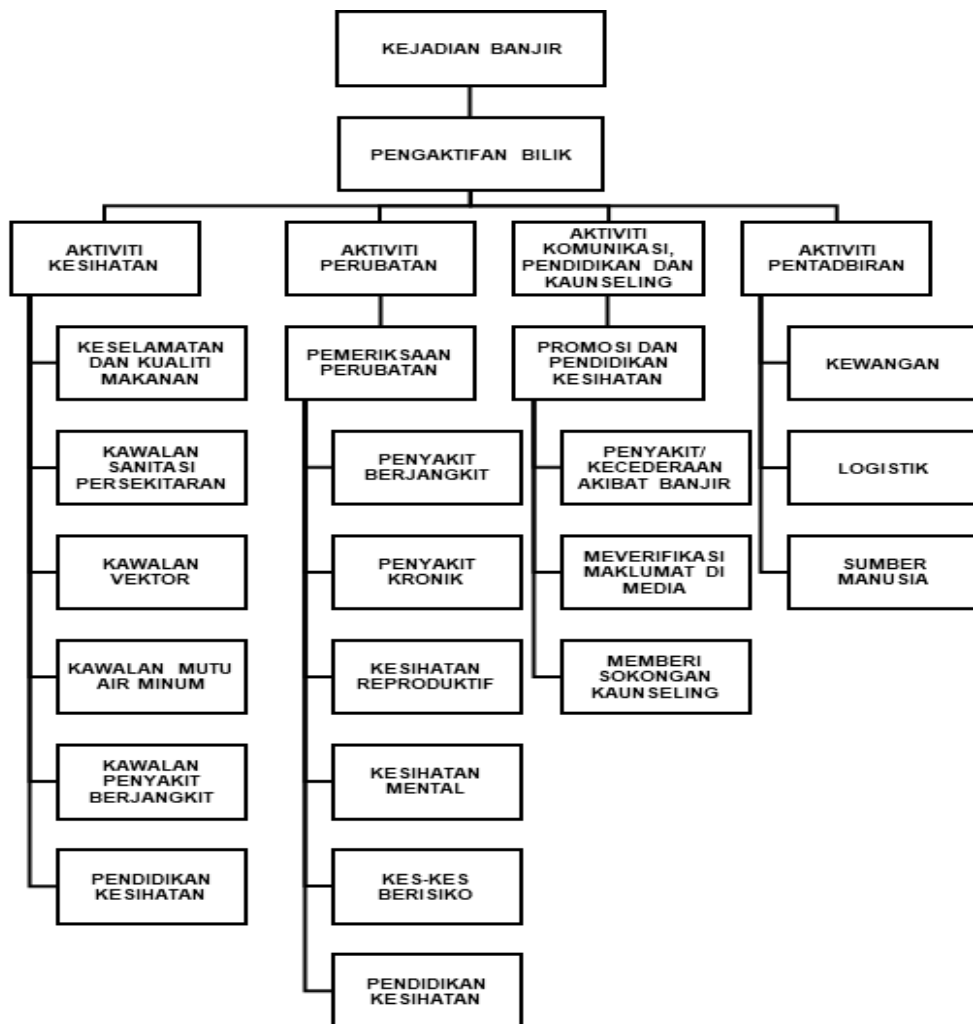 KEJADIAN BANJIR
PENGAKTIFAN BILIK
AKTIVITI
KESIHATAN
AKTIVITI
PERUBATAN
AKTIVITI
KOMUNIKASI,
PENDIDIKAN DAN
KAUNSELING
AKTIVITI
PENTADBIRAN
KESELAMATAN
DAN KUALITI
MAKANAN
KAWALAN
SANITASI
PERSEKITARAN
KAWALAN
VEKTOR
KAWALAN MUTU
AIR MINUM
KAWALAN
PENYAKIT
BERJANGKIT
PENDIDIKAN
KESIHATAN
PEMERIKSAAN
PERUBATAN
PENYAKIT
BERJANGKIT
PENYAKIT
KRONIK
KESIHATAN
REPRODUKTIF
KESIHATAN
MENTAL
KES-KES
BERISIKO
PENDIDIKAN
KESIHATAN
PROMOSI DAN
PENDIDIKAN
KESIHATAN
PENYAKIT/
KECEDERAAN
AKIBAT BANJIR
MEVERIFIKASI
MAKLUMAT DI
MEDIA
MEMBERI
SOKONGAN
KAUNSELING
KEWANGAN
LOGISTIK
SUMBER
MANUSIA